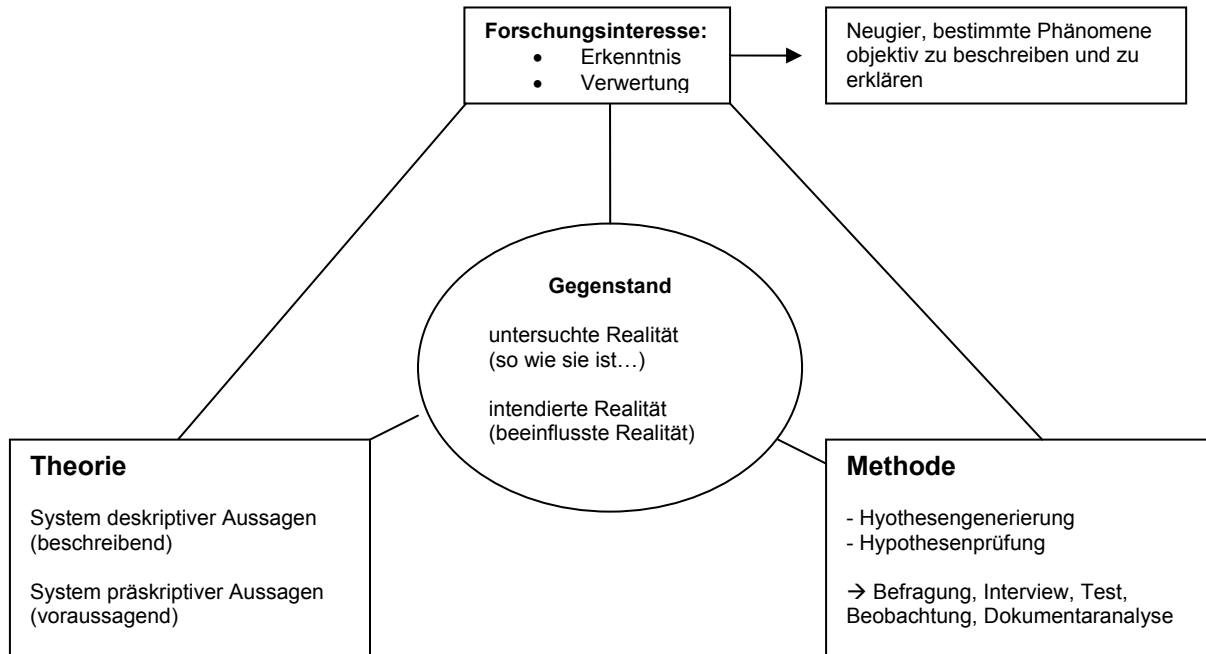 Forschungsinteresse:
• Erkenntnis
• Verwertung
Neugier, bestimmte Phänomene
objektiv zu beschreiben und zu
erklären
Gegenstand
untersuchte Realität
(so wie sie ist…)
intendierte Realität
(beeinflusste Realität)
Theorie
System deskriptiver Aussagen
(beschreibend)
System präskriptiver Aussagen
(voraussagend)
Methode
- Hyothesengenerierung
- Hypothesenprüfung
→ Befragung, Interview, Test,
Beobachtung, Dokumentaranalyse